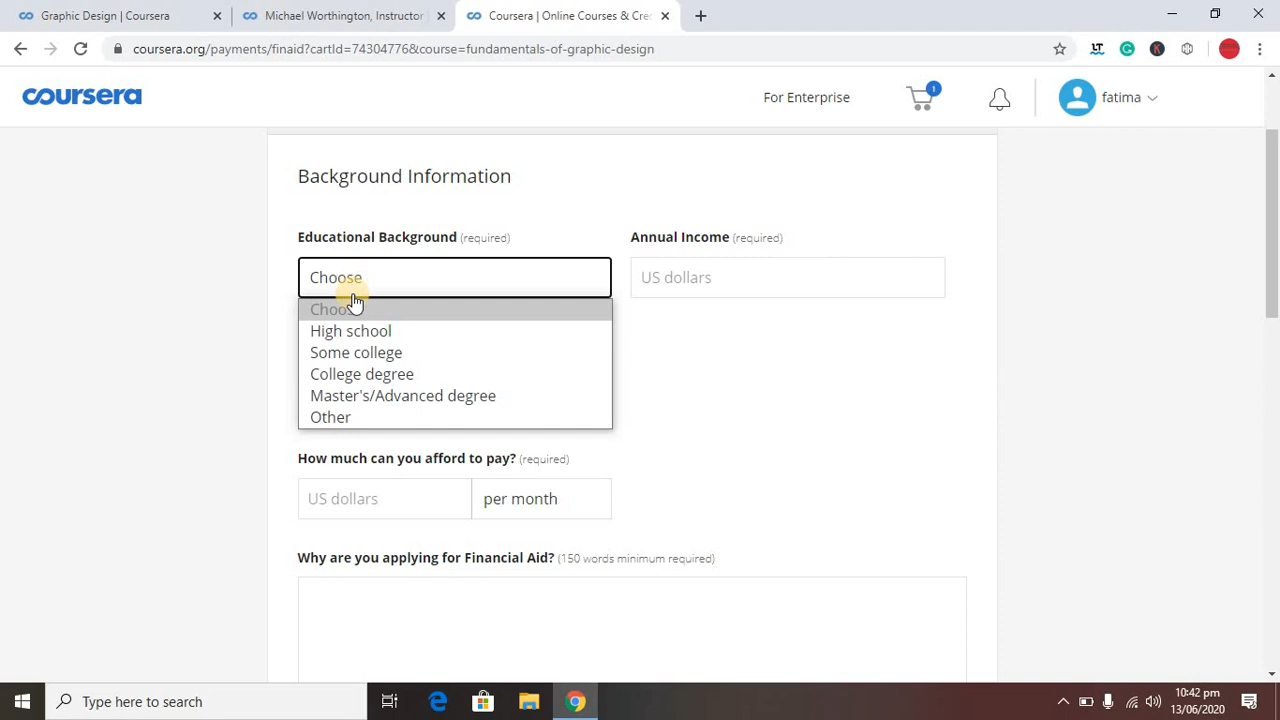 Graphic Design | Coursera
Michael Worthington, Instructor
Coursera | Online Courses & Cre
coursera.org/payments/finaid?cartId=74304776&course=fundamentals-of-graphic-design
coursera
For Enterprise
1
fatima
Background Information
Educational Background (required)
Annual Income (required)
Choose
US dollars
Choose
High school
Some college
College degree
Master's/Advanced degree
Other
How much can you afford to pay? (required)
US dollars
per month
Why are you applying for Financial Aid? (150 words minimum required)
Type here to search
10:42 pm
13/06/2020